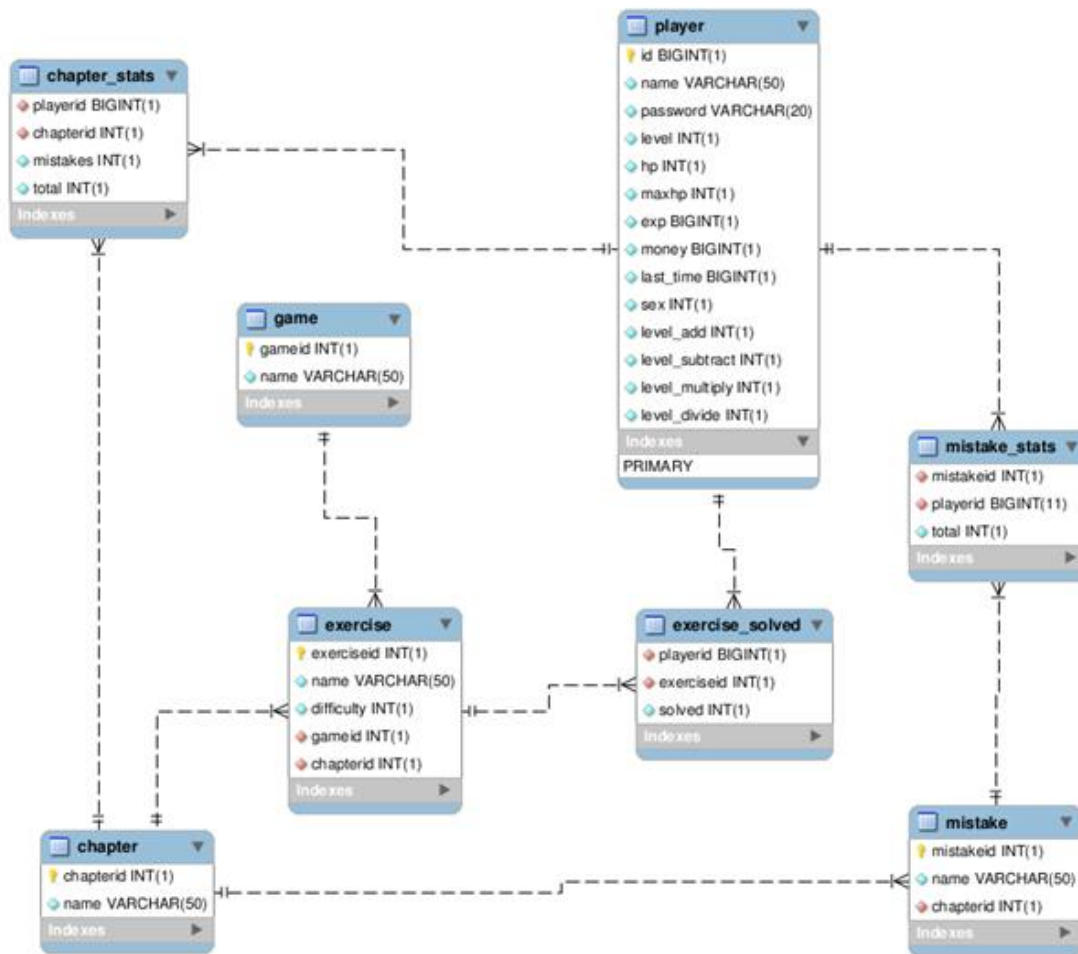 player
id BIGINT(1)
name VARCHAR(50)
password VARCHAR(20)
level INT(1)
hp INT(1)
maxhp INT(1)
exp BIGINT(1)
money BIGINT(1)
last_time BIGINT(1)
sex INT(1)
level_add INT(1)
level_subtract INT(1)
level_multiply INT(1)
level_divide INT(1)
Indexes
PRIMARY
chapter_stats
playerid BIGINT(1)
chapterid INT(1)
mistakes INT(1)
total INT(1)
Indexes
game
gameid INT(1)
name VARCHAR(50)
Indexes
mistake_stats
mistakeid INT(1)
playerid BIGINT(11)
total INT(1)
Indexes
exercise
exerciseid INT(1)
name VARCHAR(50)
difficulty INT(1)
gameid INT(1)
chapterid INT(1)
Indexes
exercise_solved
playerid BIGINT(1)
exerciseid INT(1)
solved INT(1)
Indexes
chapter
chapterid INT(1)
name VARCHAR(50)
Indexes
mistake
mistakeid INT(1)
name VARCHAR(50)
chapterid INT(1)
Indexes